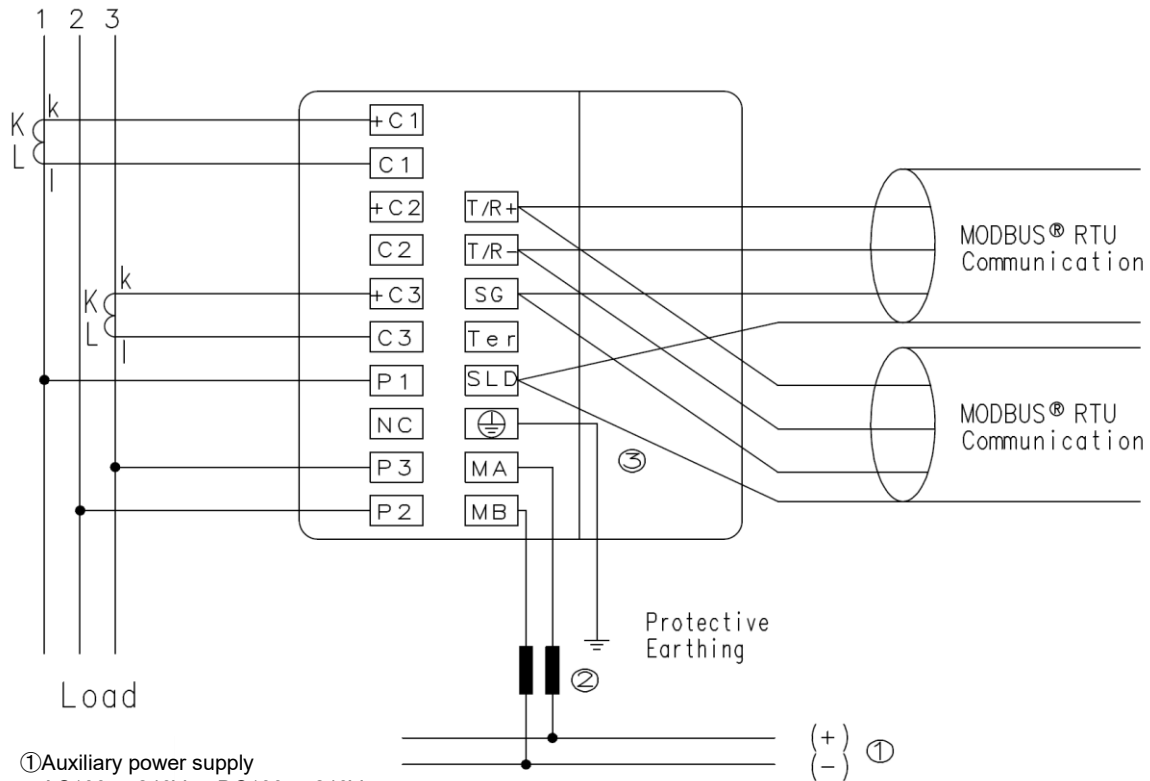 1 2 3
K k
L l
K k
L l
+C1
C1
+C2 T/R+
C2 T/R-
+C3 SG
C3 Ter
P1 SLD
NC
P3 MA
P2 MB
MODBUS® RTU
Communication
MODBUS® RTU
Communication
③
Protective
Earthing
②
Load
(+)
(-)
①
①Auxiliary power supply